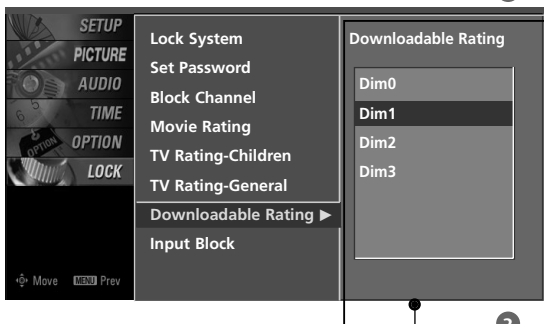 SETUP
PICTURE
AUDIO
TIME
OPTION
LOCK
Move MENU Prev
Lock System
Set Password
Block Channel
Movie Rating
TV Rating-Children
TV Rating-General
Downloadable Rating ▶
Input Block
Downloadable Rating
Dim0
Dim1
Dim2
Dim3